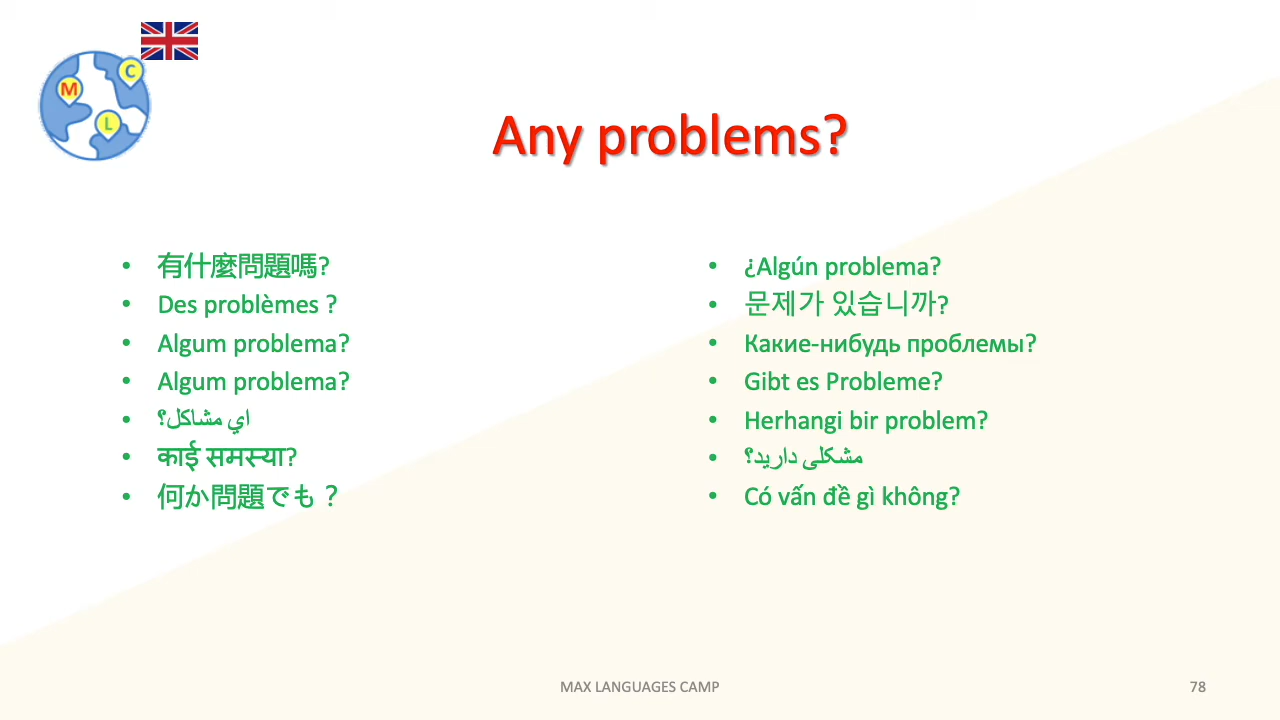 C
M
L
Any problems?
有什麼問題嗎?
Des problèmes ?
Algum problema?
Algum problema?
اي مشاكل؟
काई समस्या?
何か問題でも？
¿Algún problema?
문제가 있습니까?
Какие-нибудь проблемы?
Gibt es Probleme?
Herhangi bir problem?
مشکلی دارید؟
Có vấn đề gì không?
MAX LANGUAGES CAMP
78